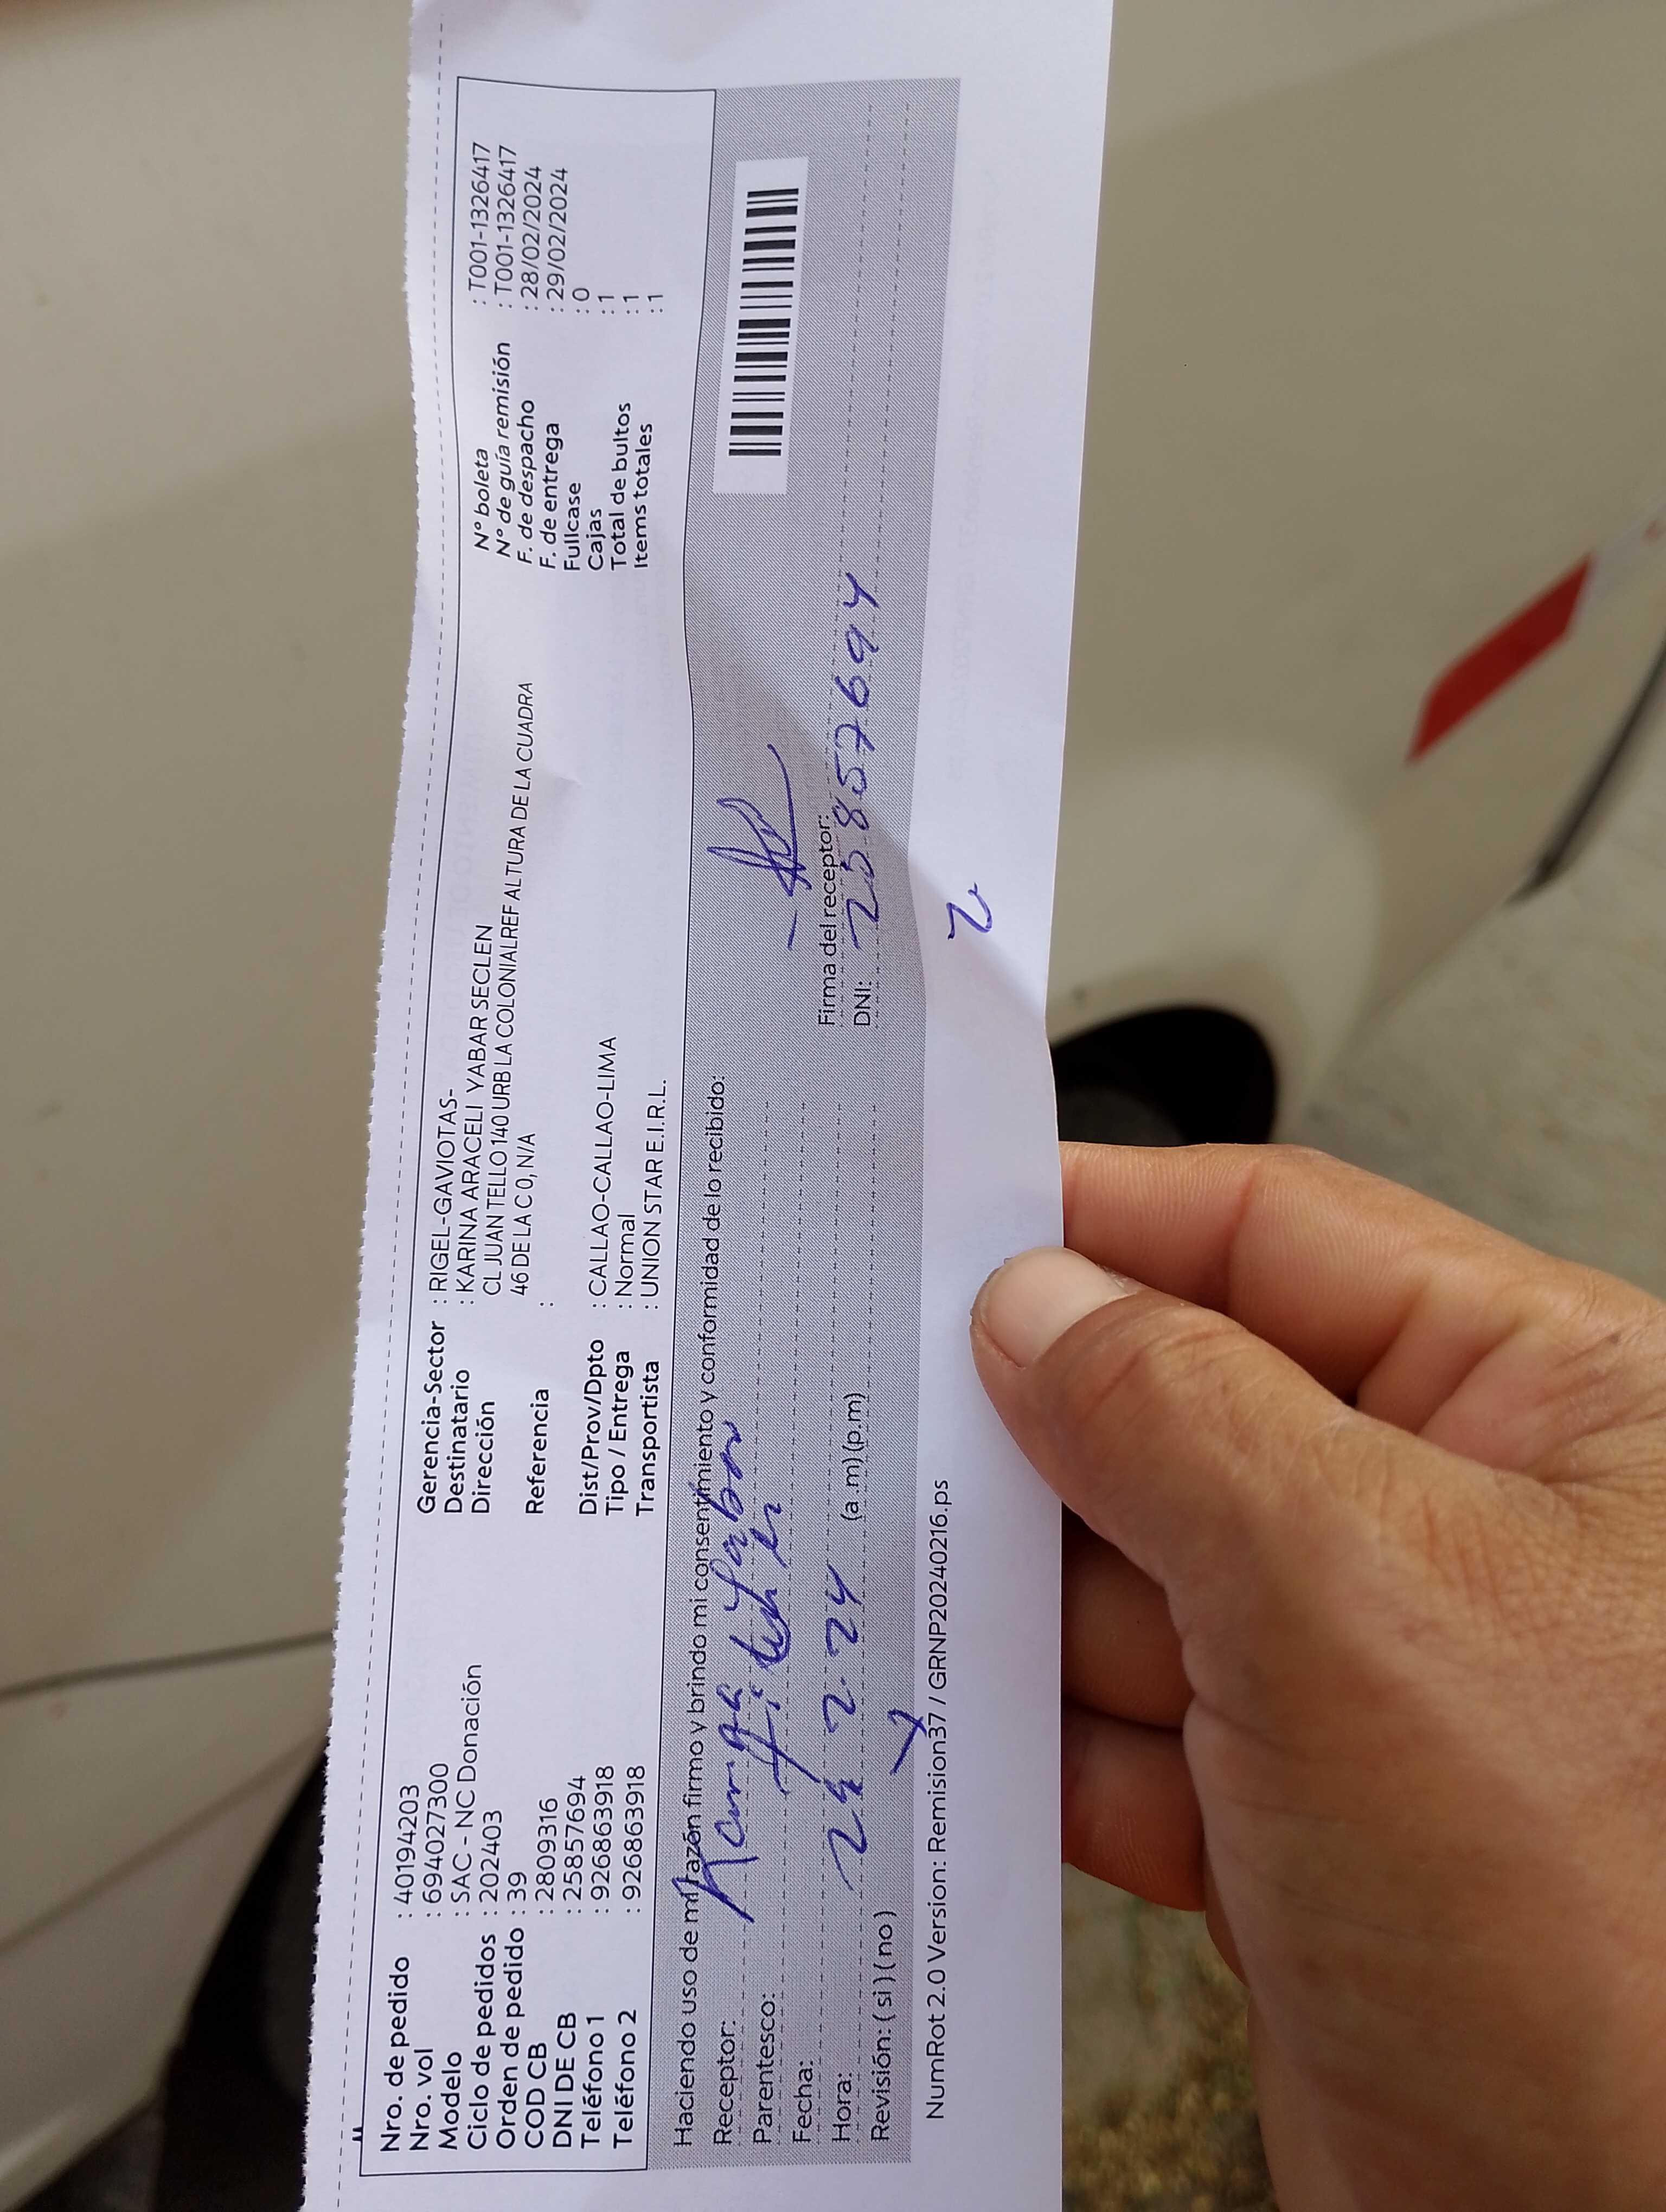 Nro. de pedido : 40194203
Nro. vol : 6940273​00
Modelo : SAC - NC Donación
Ciclo de pedidos : 202403
Orden de pedido : 39
COD CB : 2809316
DNI DE CB : 25857694
Teléfono 1 : 926863918
Teléfono 2 : 926863918
Gerencia-Sector : RIGEL-GAVIOTAS-
Destinatario : KARINA ARACELI YABAR SECLEN
Dirección CL JUAN TELLO 140 URB LA COLONIALREF ALTURA DE LA CUADRA
46 DE LA C 0, N/A
Referencia :
Dist/Prov/Dpto : CALLAO-CALLAO-LIMA
Tipo / Entrega : Normal
Transportista : UNION STAR E.I.R.L.
N° boleta : T001-1326417
N° de guía remisión : T001-1326417
F. de despacho : 28/02/2024
F. de entrega : 29/02/2024
Fullcase : 0
Cajas : 1
Total de bultos : 1
Items totales : 1
Haciendo uso de mi razón firmo y brindo mi consentimiento y conformidad de lo recibido:
Receptor: Yabar
Parentesco:
Fecha: 2 24
Hora: (a .m) (p.m)
Revisión: ( si ) ( no )
Firma del receptor:
DNI: 25857694
2
NumRot 2.0 Version: Remision37 / GRNP20240216.ps